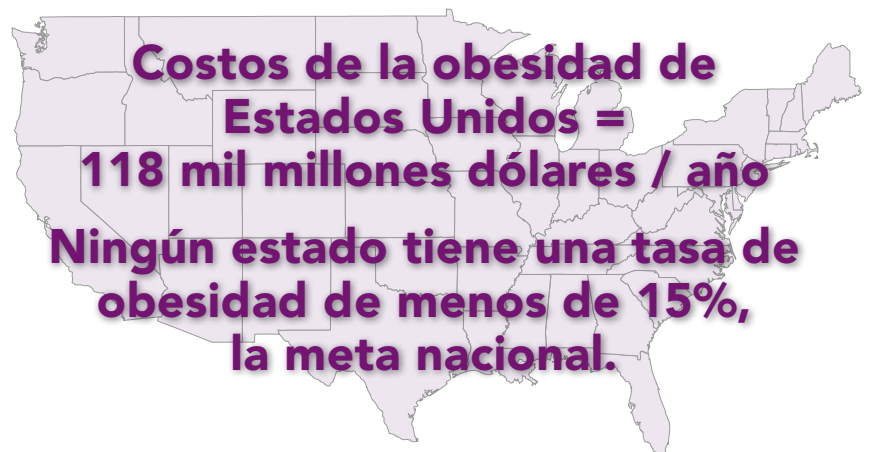 Costos de la obesidad de
Estados Unidos =
118 mil millones dólares / año
Ningún estado tiene una tasa de
obesidad de menos de 15%,
la meta nacional.